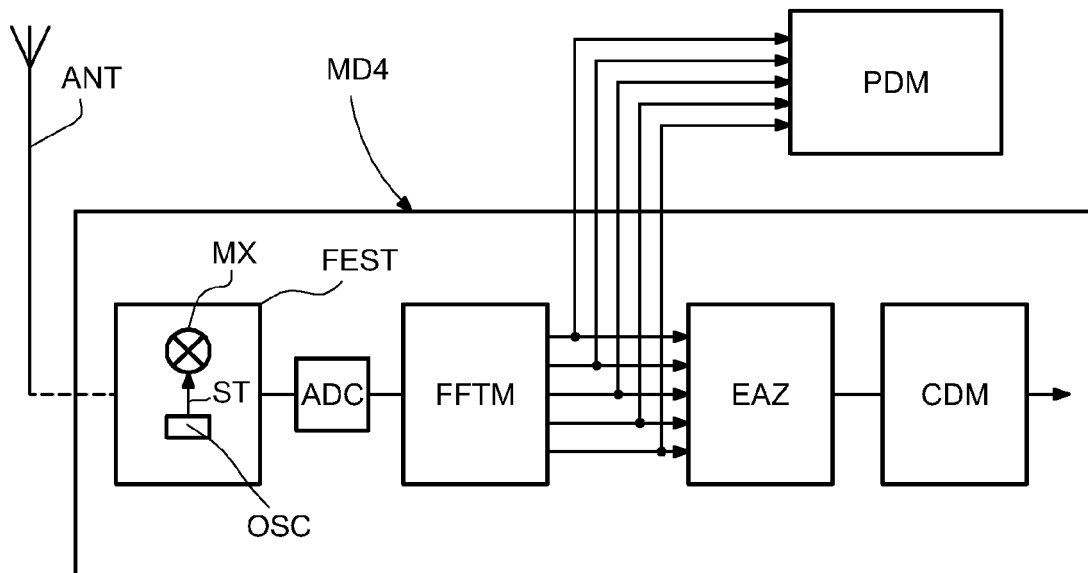 ANT
MD4
PDM
MX
FEST
ST
ADC
FFTM
EAZ
CDM
OSC